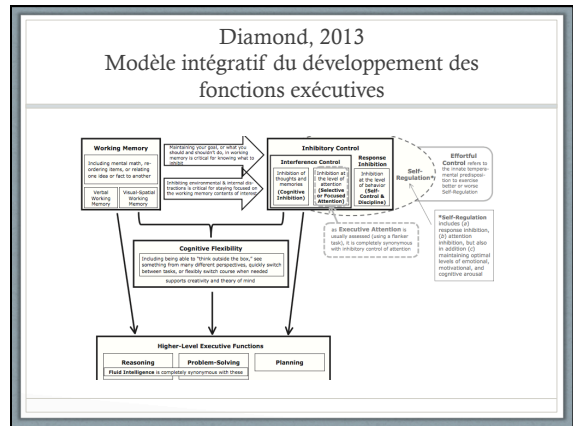 Diamond, 2013
Modèle intégratif du développement des
fonctions exécutives
Working Memory
Including mental math, re-
ordering items, or relating
one idea or fact to another
Verbal
Working
Memory
Visual-Spatial
Working
Memory
Maintaining your goal, or what you
should and shouldn't do, in working
memory is critical for knowing what to
inhibit
Inhibiting environmental & internal dis-
tractions is critical for staying focused on
the working memory contents of interest
Inhibitory Control
Interference Control
Inhibition of
thoughts and
memories
(Cognitive
Inhibition)
Inhibition at
the level of
attention
(Selective
or Focused
Attention)
Response
Inhibition
Inhibition
at the level
of behavior
(Self-
Control &
Discipline)
Self-
Regulation*
Effortful
Control refers to
the innate tempera-
mental predisposi-
tion to exercise
better or worse
Self-Regulation
as Executive Attention is
usually assessed (using a flanker
task), it is completely synonymous
with inhibitory control of attention
*Self-Regulation
includes (a)
response inhibition,
(b) attention
inhibition, but also
in addition (c)
maintaining optimal
levels of emotional,
motivational, and
cognitive arousal
Cognitive Flexibility
Including being able to "think outside the box," see
something from many different perspectives, quickly switch
between tasks, or flexibly switch course when needed
supports creativity and theory of mind
Higher-Level Executive Functions
Reasoning
Problem-Solving
Planning
Fluid Intelligence is completely synonymous with these